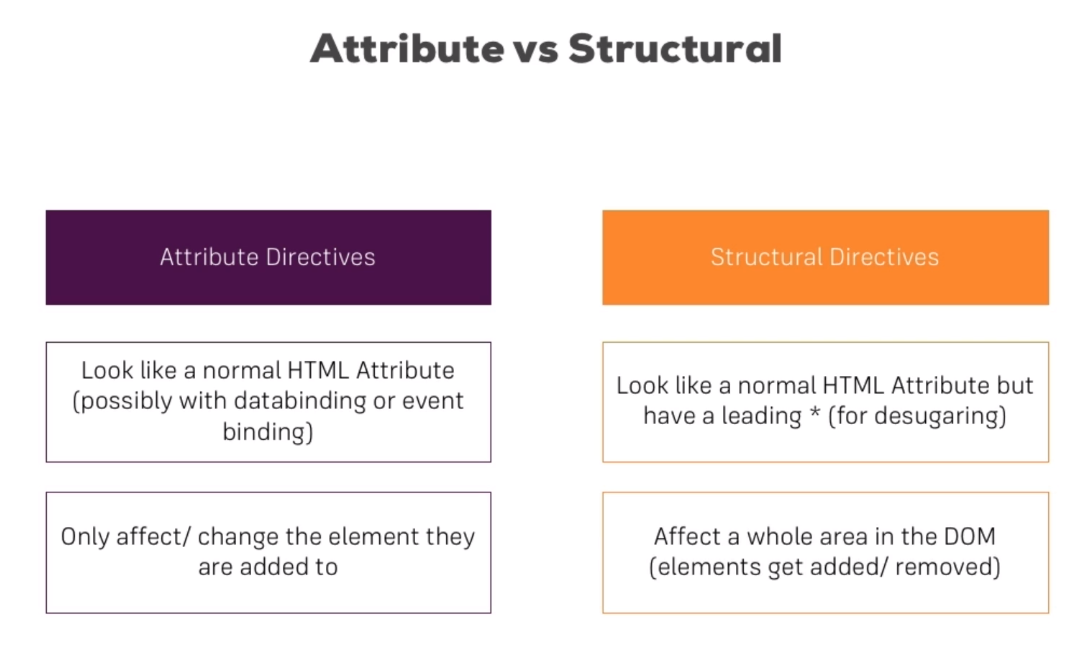 Attribute vs Structural
Attribute Directives
Look like a normal HTML Attribute
(possibly with databinding or event
binding)
Only affect/ change the element they
are added to
Structural Directives
Look like a normal HTML Attribute but
have a leading * (for desugaring)
Affect a whole area in the DOM
(elements get added/ removed)